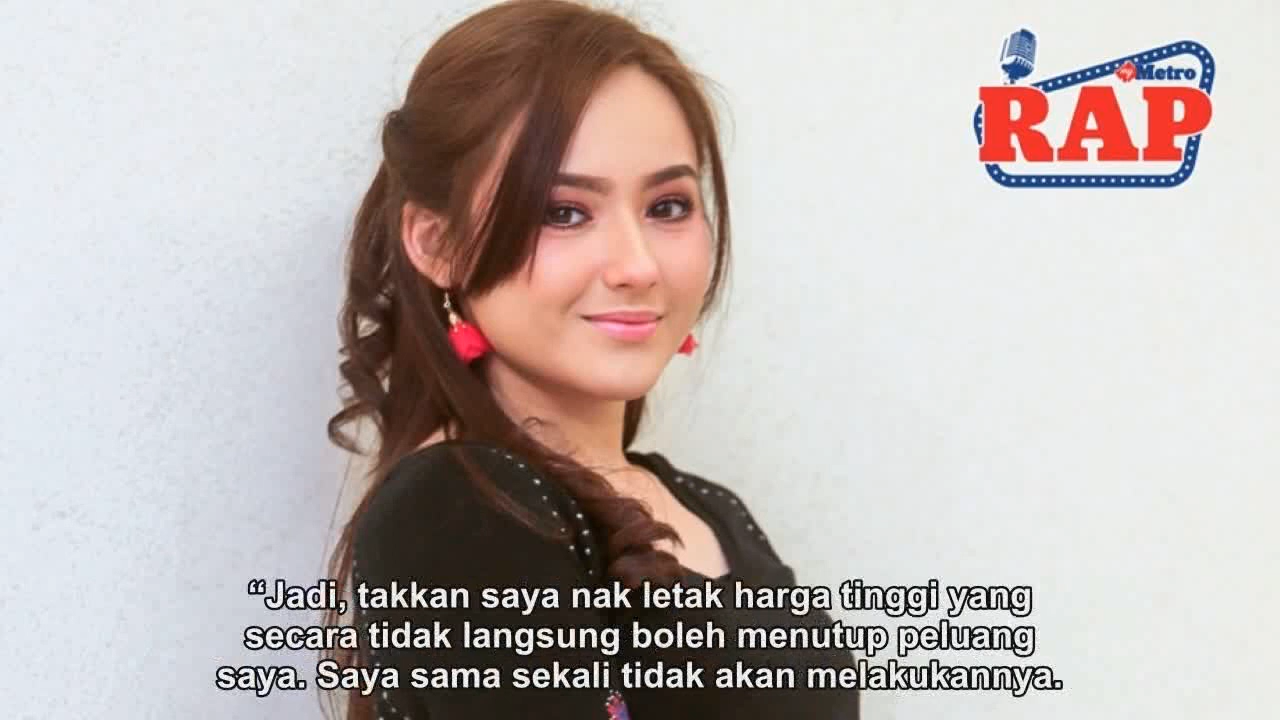 myMetro
RAP
“Jadi, takkan saya nak letak harga tinggi yang
secara tidak langsung boleh menutup peluang
saya. Saya sama sekali tidak akan melakukannya.